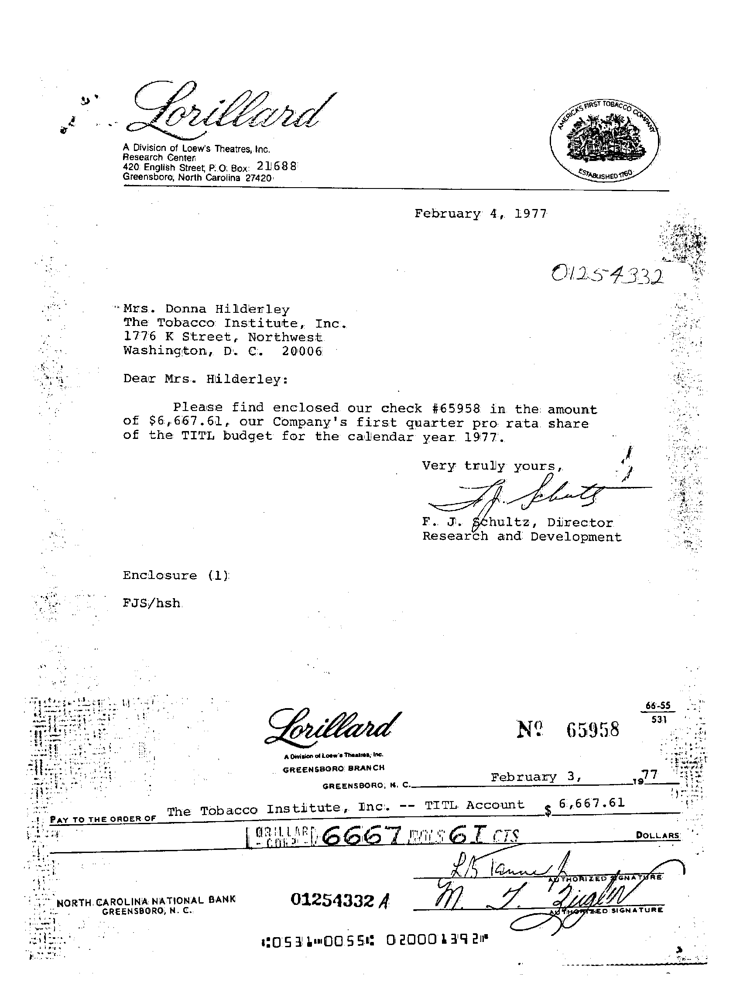 Lorillard
AMERICA'S FIRST TOBACCO COMPANY
ESTABLISHED 1760
A Division of Loew's Theatres, Inc.
Research Center
420 English Street, P. O. Box 21688
Greensboro, North Carolina 27420
February 4, 1977
01254332
Mrs. Donna Hilderley
The Tobacco Institute, Inc.
1776 K Street, Northwest
Washington, D. C. 20006
Dear Mrs. Hilderley:
Please find enclosed our check #65958 in the amount
of $6,667.61, our Company's first quarter pro rata share
of the TITL budget for the calendar year 1977.
Very truly yours,
F. J. Schultz
F. J. Schultz, Director
Research and Development
Enclosure (1)
FJS/hsh
Lorillard
A Division of Loew's Theatres, Inc.
GREENSBORO BRANCH
Nº 65958
66-55
531
GREENSBORO, N. C. February 3, 1977
PAY TO THE ORDER OF The Tobacco Institute, Inc. -- TITL Account $ 6,667.61
LORILLARD CORP 6667 DOLS 61 CTS DOLLARS
AUTHORIZED SIGNATURE
NORTH CAROLINA NATIONAL BANK
GREENSBORO, N. C.
01254332 A
AUTHORIZED SIGNATURE
⑆0531⑉0055⑆ 020001392⑈